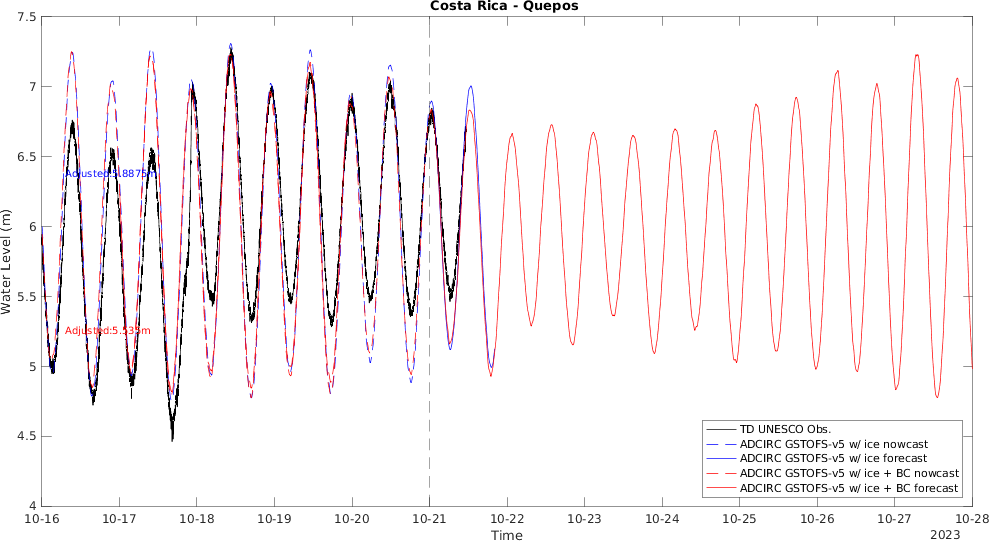 Costa Rica - Quepos
Water Level (m)
7.5
7
6.5
6
5.5
5
4.5
4
Adjusted:5.8875m
Adjusted:5.535m
TD UNESCO Obs.
ADCIRC GSTOFS-v5 w/ ice nowcast
ADCIRC GSTOFS-v5 w/ ice forecast
ADCIRC GSTOFS-v5 w/ ice + BC nowcast
ADCIRC GSTOFS-v5 w/ ice + BC forecast
10-16 10-17 10-18 10-19 10-20 10-21 10-22 10-23 10-24 10-25 10-26 10-27 10-28
Time
2023